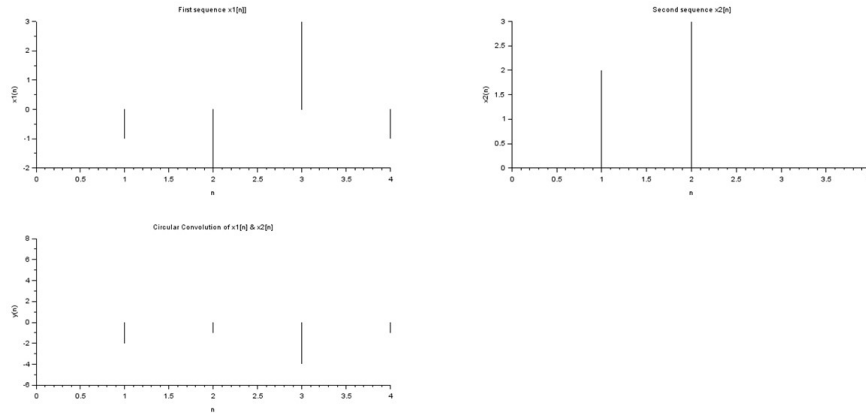 First sequence x1[n]]
3
2
1
0
-1
-2
x1(n)
0 0.5 1 1.5 2 2.5 3 3.5 4
n
Second sequence x2[n]
3
2.5
2
1.5
1
0.5
0
x2(n)
0 0.5 1 1.5 2 2.5 3 3.5
n
Circular Convolution of x1[n] & x2[n]
8
6
4
2
0
-2
-4
-6
y(n)
0 0.5 1 1.5 2 2.5 3 3.5 4
n